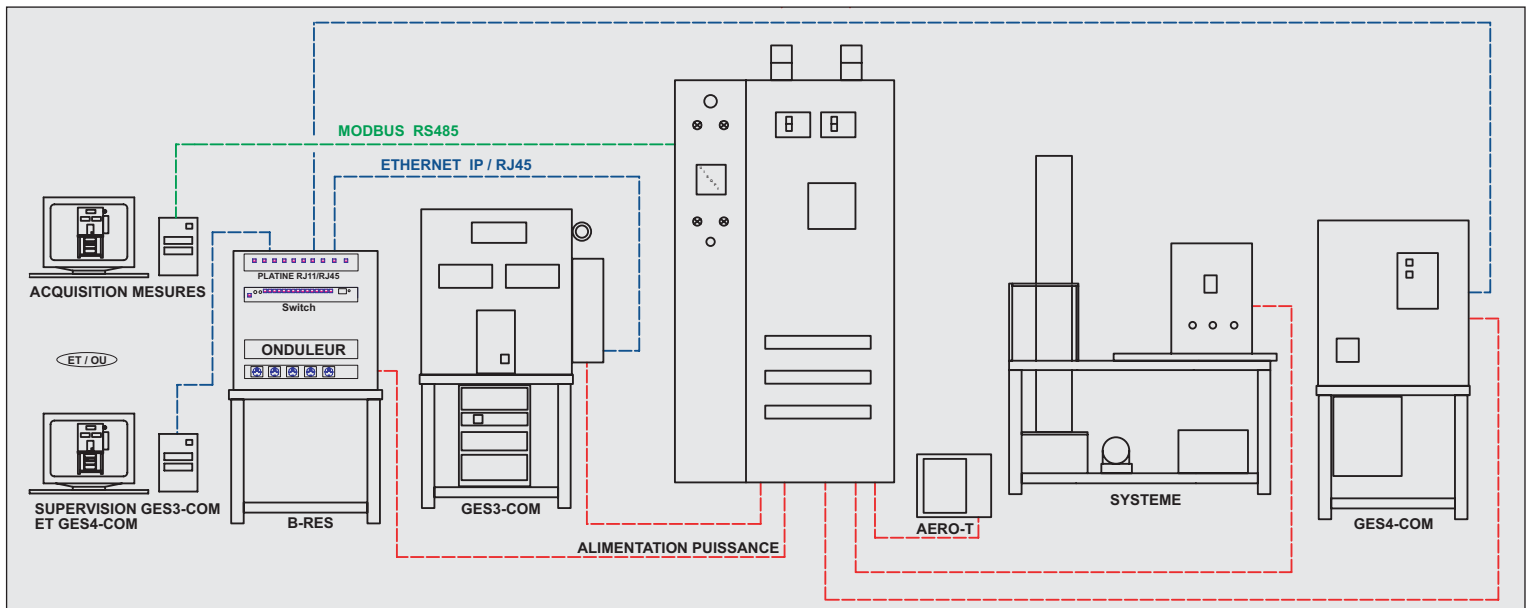 MODBUS RS485
ETHERNET IP / RJ45
ACQUISITION MESURES
PLATINE RJ11/RJ45
Switch
ONDULEUR
ET / OU
SUPERVISION GES3-COM
ET GES4-COM
B-RES
GES3-COM
ALIMENTATION PUISSANCE
AERO-T
SYSTEME
GES4-COM